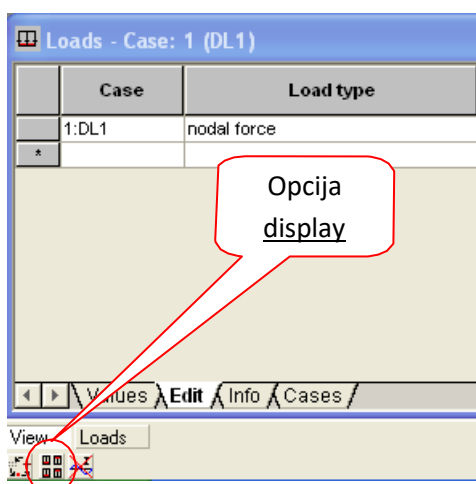 Loads - Case: 1 (DL1)
Case Load type
1:DL1 nodal force
*
Opcija
display
Values Edit Info Cases
View Loads